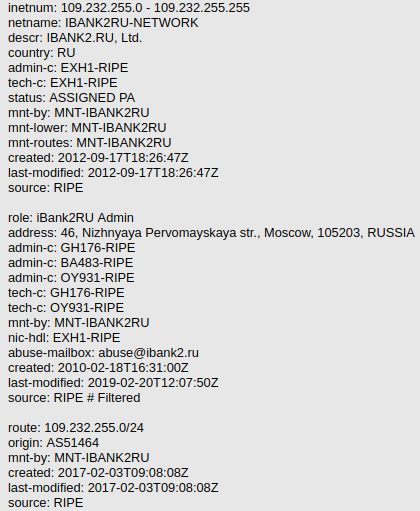 inetnum: 109.232.255.0 - 109.232.255.255
netname: IBANK2RU-NETWORK
descr: IBANK2.RU, Ltd.
country: RU
admin-c: EXH1-RIPE
tech-c: EXH1-RIPE
status: ASSIGNED PA
mnt-by: MNT-IBANK2RU
mnt-lower: MNT-IBANK2RU
mnt-routes: MNT-IBANK2RU
created: 2012-09-17T18:26:47Z
last-modified: 2012-09-17T18:26:47Z
source: RIPE
role: iBank2RU Admin
address: 46, Nizhnyaya Pervomayskaya str., Moscow, 105203, RUSSIA
admin-c: GH176-RIPE
admin-c: BA483-RIPE
admin-c: OY931-RIPE
tech-c: GH176-RIPE
tech-c: OY931-RIPE
mnt-by: MNT-IBANK2RU
nic-hdl: EXH1-RIPE
abuse-mailbox: abuse@ibank2.ru
created: 2010-02-18T16:31:00Z
last-modified: 2019-02-20T12:07:50Z
source: RIPE # Filtered
route: 109.232.255.0/24
origin: AS51464
mnt-by: MNT-IBANK2RU
created: 2017-02-03T09:08:08Z
last-modified: 2017-02-03T09:08:08Z
source: RIPE